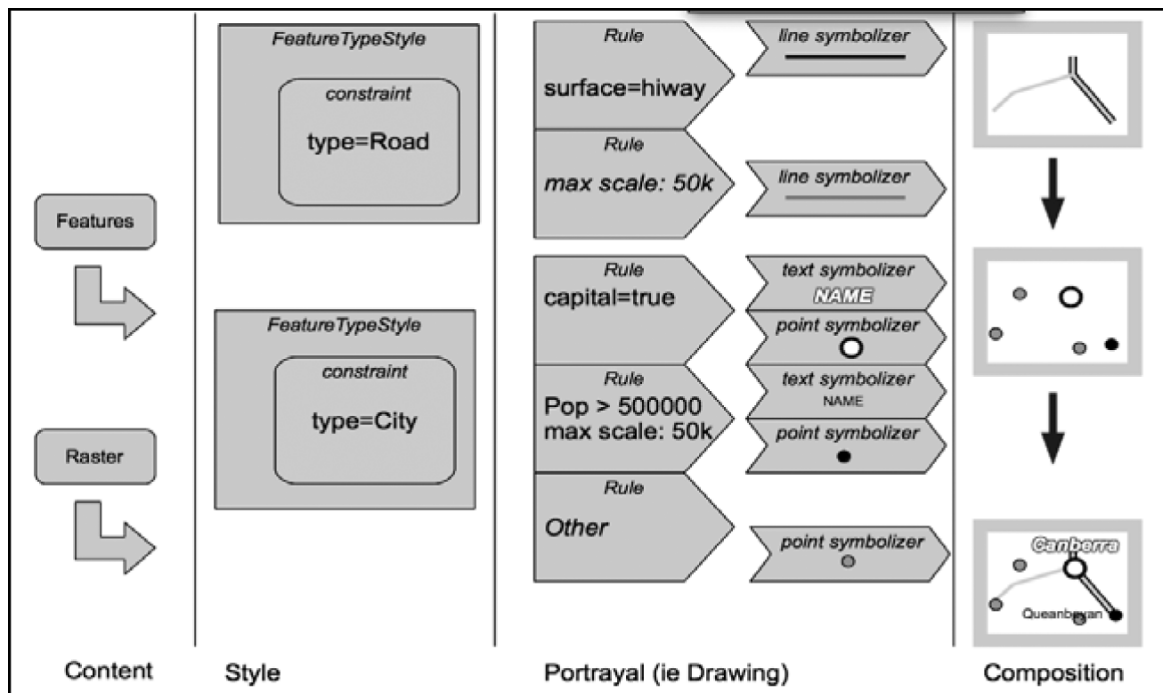 Features
Raster
Content
FeatureTypeStyle
constraint
type=Road
FeatureTypeStyle
constraint
type=City
Style
Rule
surface=hiway
Rule
max scale: 50k
Rule
capital=true
Rule
Pop > 500000
max scale: 50k
Rule
Other
line symbolizer
line symbolizer
text symbolizer
NAME
point symbolizer
text symbolizer
NAME
point symbolizer
point symbolizer
Portrayal (ie Drawing)
Canberra
Queanbeyan
Composition